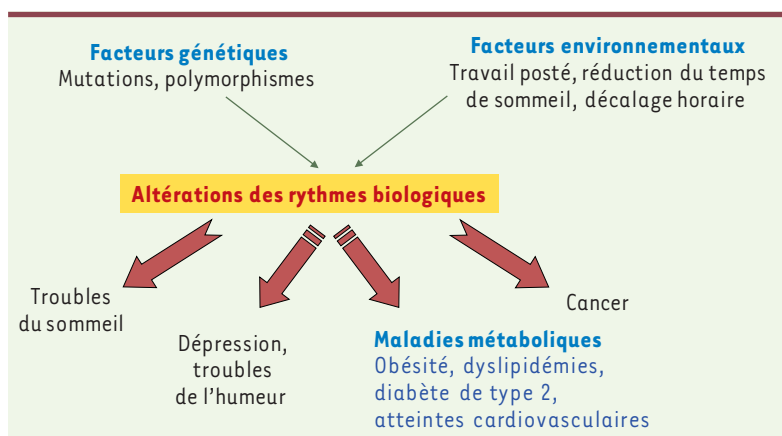 Facteurs génétiques
Mutations, polymorphismes
Facteurs environnementaux
Travail posté, réduction du temps
de sommeil, décalage horaire
Altérations des rythmes biologiques
Troubles
du sommeil
Dépression,
troubles
de l'humeur
Maladies métaboliques
Obésité, dyslipidémies,
diabète de type 2,
atteintes cardiovasculaires
Cancer